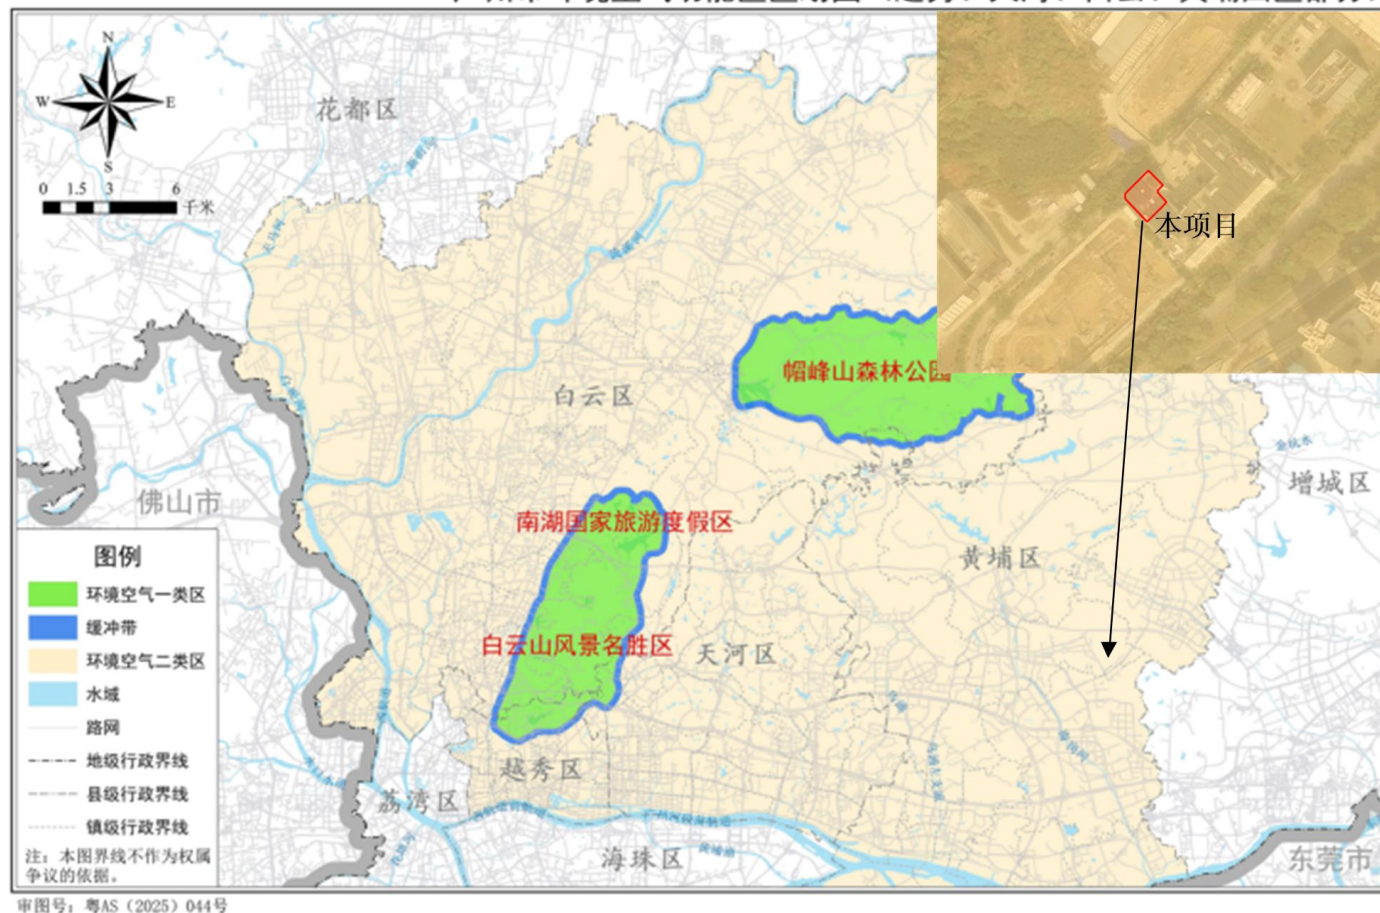 N
W
E
S
0 1.5 3 6
千米
花都区
本项目
帽峰山森林公园
白云区
佛山市
增城区
南湖国家旅游度假区
黄埔区
白云山风景名胜区
天河区
越秀区
荔湾区
海珠区
东莞市
图例
环境空气一类区
缓冲带
环境空气二类区
水域
路网
地级行政界线
县级行政界线
镇级行政界线
注：本图界线不作为权属
争议的依据。
审图号：粤AS（2025）044号